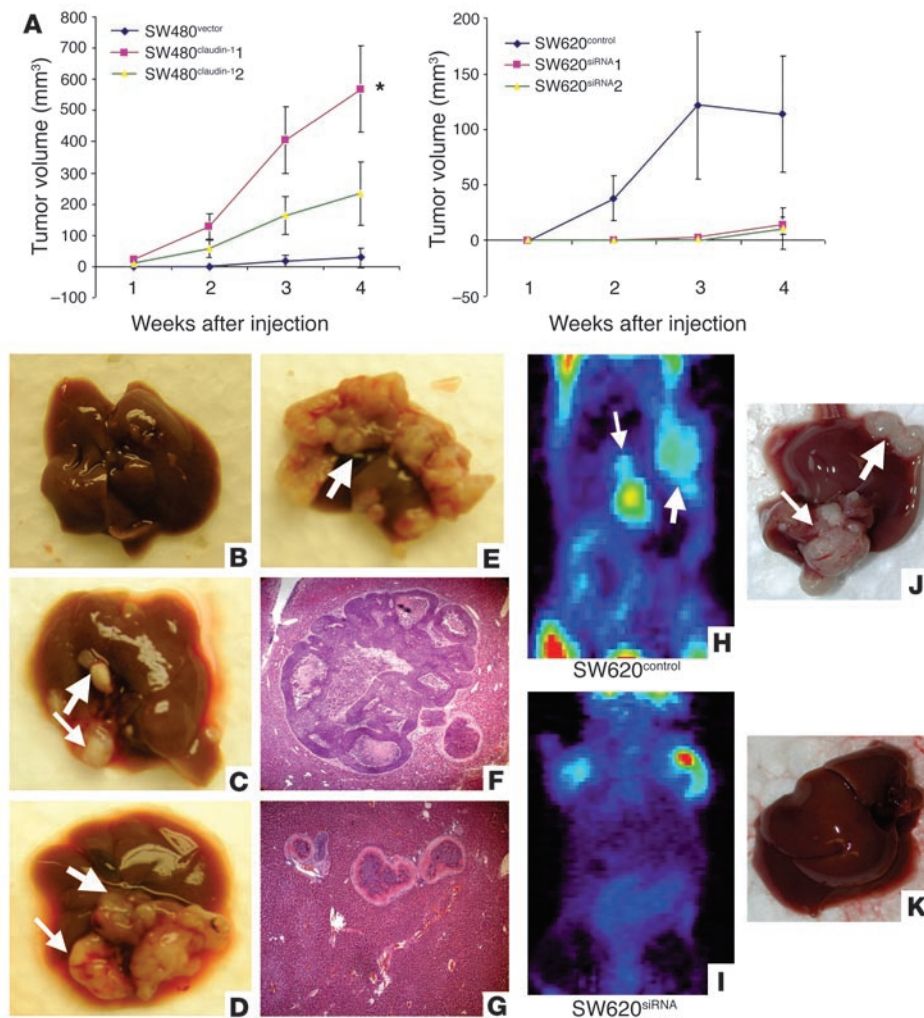 A
Tumor volume (mm³)
800
700
600
500
400
300
200
100
0
−100
SW480vector
SW480claudin-11
SW480claudin-12
*
1 2 3 4
Weeks after injection
Tumor volume (mm³)
200
150
100
50
0
−50
SW620control
SW620siRNA1
SW620siRNA2
1 2 3 4
Weeks after injection
B
E
H
SW620control
J
C
F
D
G
I
SW620siRNA
K